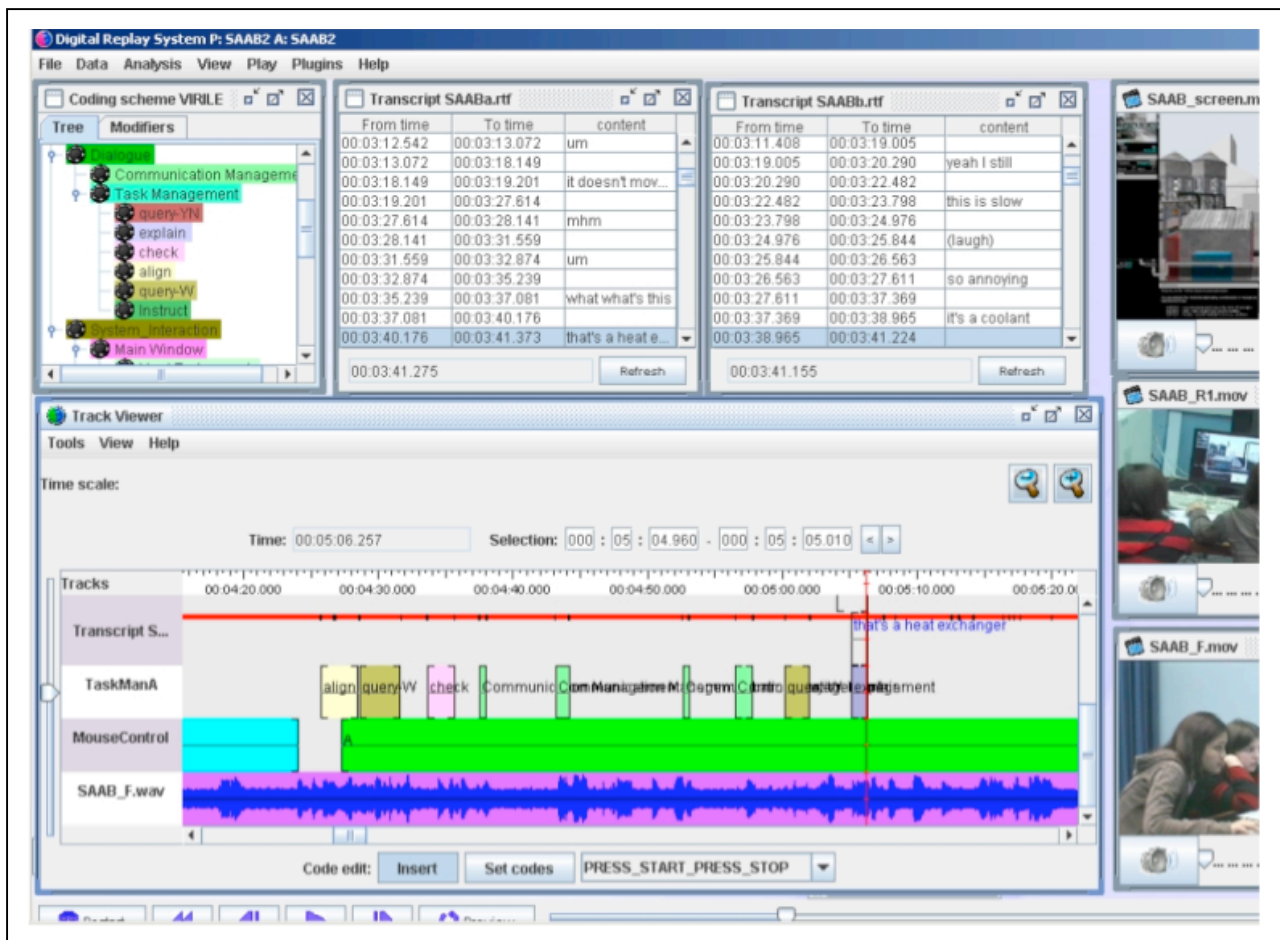 Digital Replay System P: SAAB2 A: SAAB2
File Data Analysis View Play Plugins Help
Coding scheme VIRILE
Tree Modifiers
Dialogue
Communication Manageme
Task Management
query-YN
explain
check
align
query-W
Instruct
System_Interaction
Main Window
Transcript SAABa.rtf
From time To time content
00:03:12.542 00:03:13.072 um
00:03:13.072 00:03:18.149
00:03:18.149 00:03:19.201 it doesn't mov...
00:03:19.201 00:03:27.614
00:03:27.614 00:03:28.141 mhm
00:03:28.141 00:03:31.559
00:03:31.559 00:03:32.874 um
00:03:32.874 00:03:35.239
00:03:35.239 00:03:37.081 what what's this
00:03:37.081 00:03:40.176
00:03:40.176 00:03:41.373 that's a heat e...
00:03:41.275 Refresh
Transcript SAABb.rtf
From time To time content
00:03:11.408 00:03:19.005
00:03:19.005 00:03:20.290 yeah I still
00:03:20.290 00:03:22.482
00:03:22.482 00:03:23.798 this is slow
00:03:23.798 00:03:24.976
00:03:24.976 00:03:25.844 (laugh)
00:03:25.844 00:03:26.563
00:03:26.563 00:03:27.611 so annoying
00:03:27.611 00:03:37.369
00:03:37.369 00:03:38.965 it's a coolant
00:03:38.965 00:03:41.224
00:03:41.155 Refresh
SAAB_screen.m
SAAB_R1.mov
SAAB_F.mov
Track Viewer
Tools View Help
Time scale:
Time: 00:05:06.257 Selection: 000 : 05 : 04.960 - 000 : 05 : 05.010 < >
Tracks 00:04:20.000 00:04:30.000 00:04:40.000 00:04:50.000 00:05:00.000 00:05:10.000 00:05:20.0
Transcript S... that's a heat exchanger
TaskManA align query-W check Communic
MouseControl A
SAAB_F.wav
Code edit: Insert Set codes PRESS_START_PRESS_STOP